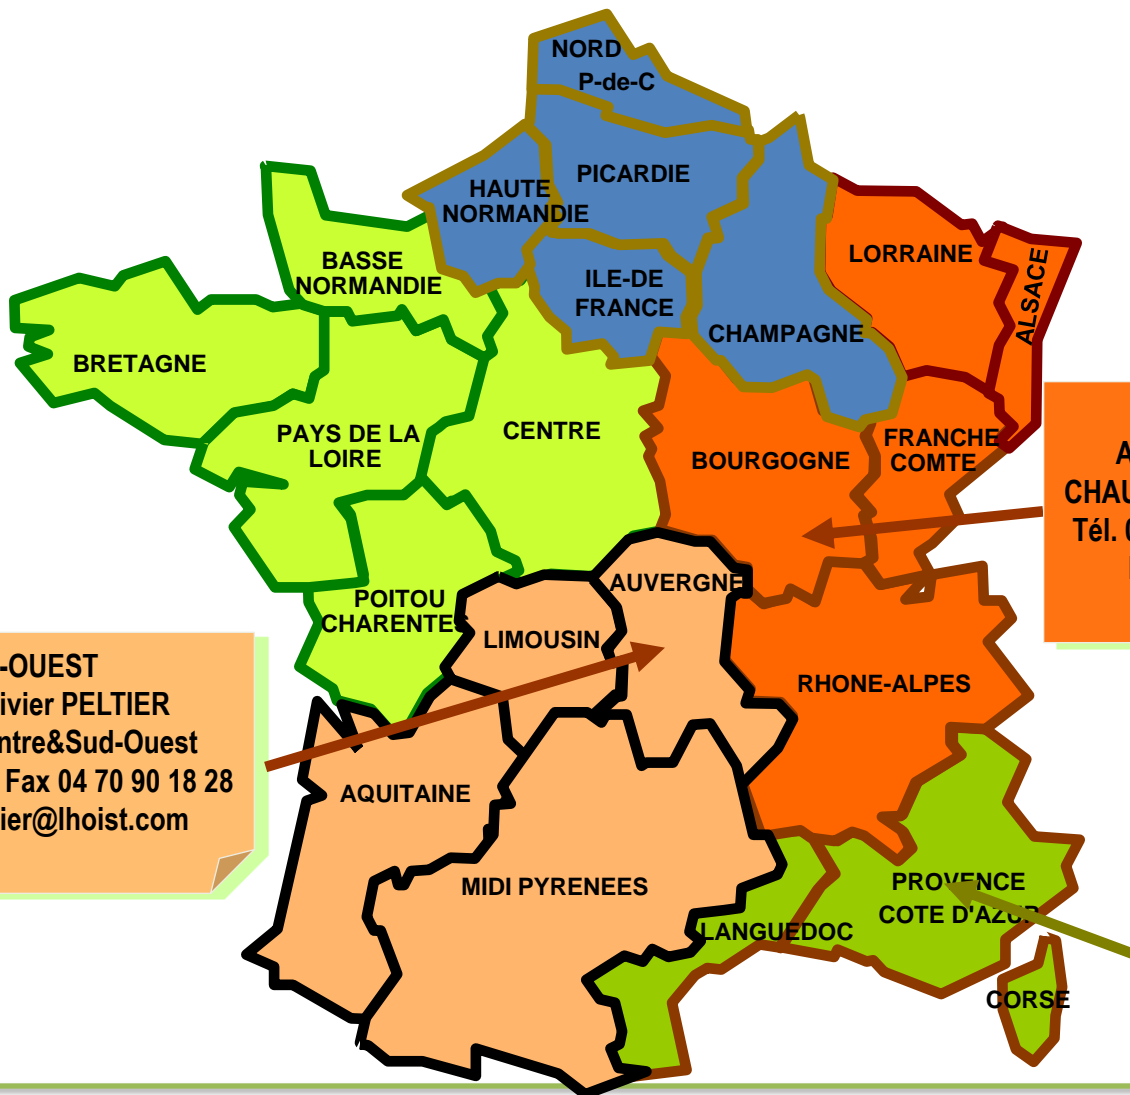 NORD
P-de-C
PICARDIE
HAUTE
NORMANDIE
BASSE
NORMANDIE
ILE-DE
FRANCE
LORRAINE
ALSACE
CHAMPAGNE
BRETAGNE
PAYS DE LA
LOIRE
CENTRE
BOURGOGNE
FRANCHE
COMTE
A
CHAU
Tél. 0
AUVERGNE
POITOU
CHARENTES
LIMOUSIN
RHONE-ALPES
-OUEST
ivier PELTIER
ntre&Sud-Ouest
Fax 04 70 90 18 28
ier@lhoist.com
AQUITAINE
MIDI PYRENEES
PROVENCE
COTE D'AZUR
LANGUEDOC
CORSE